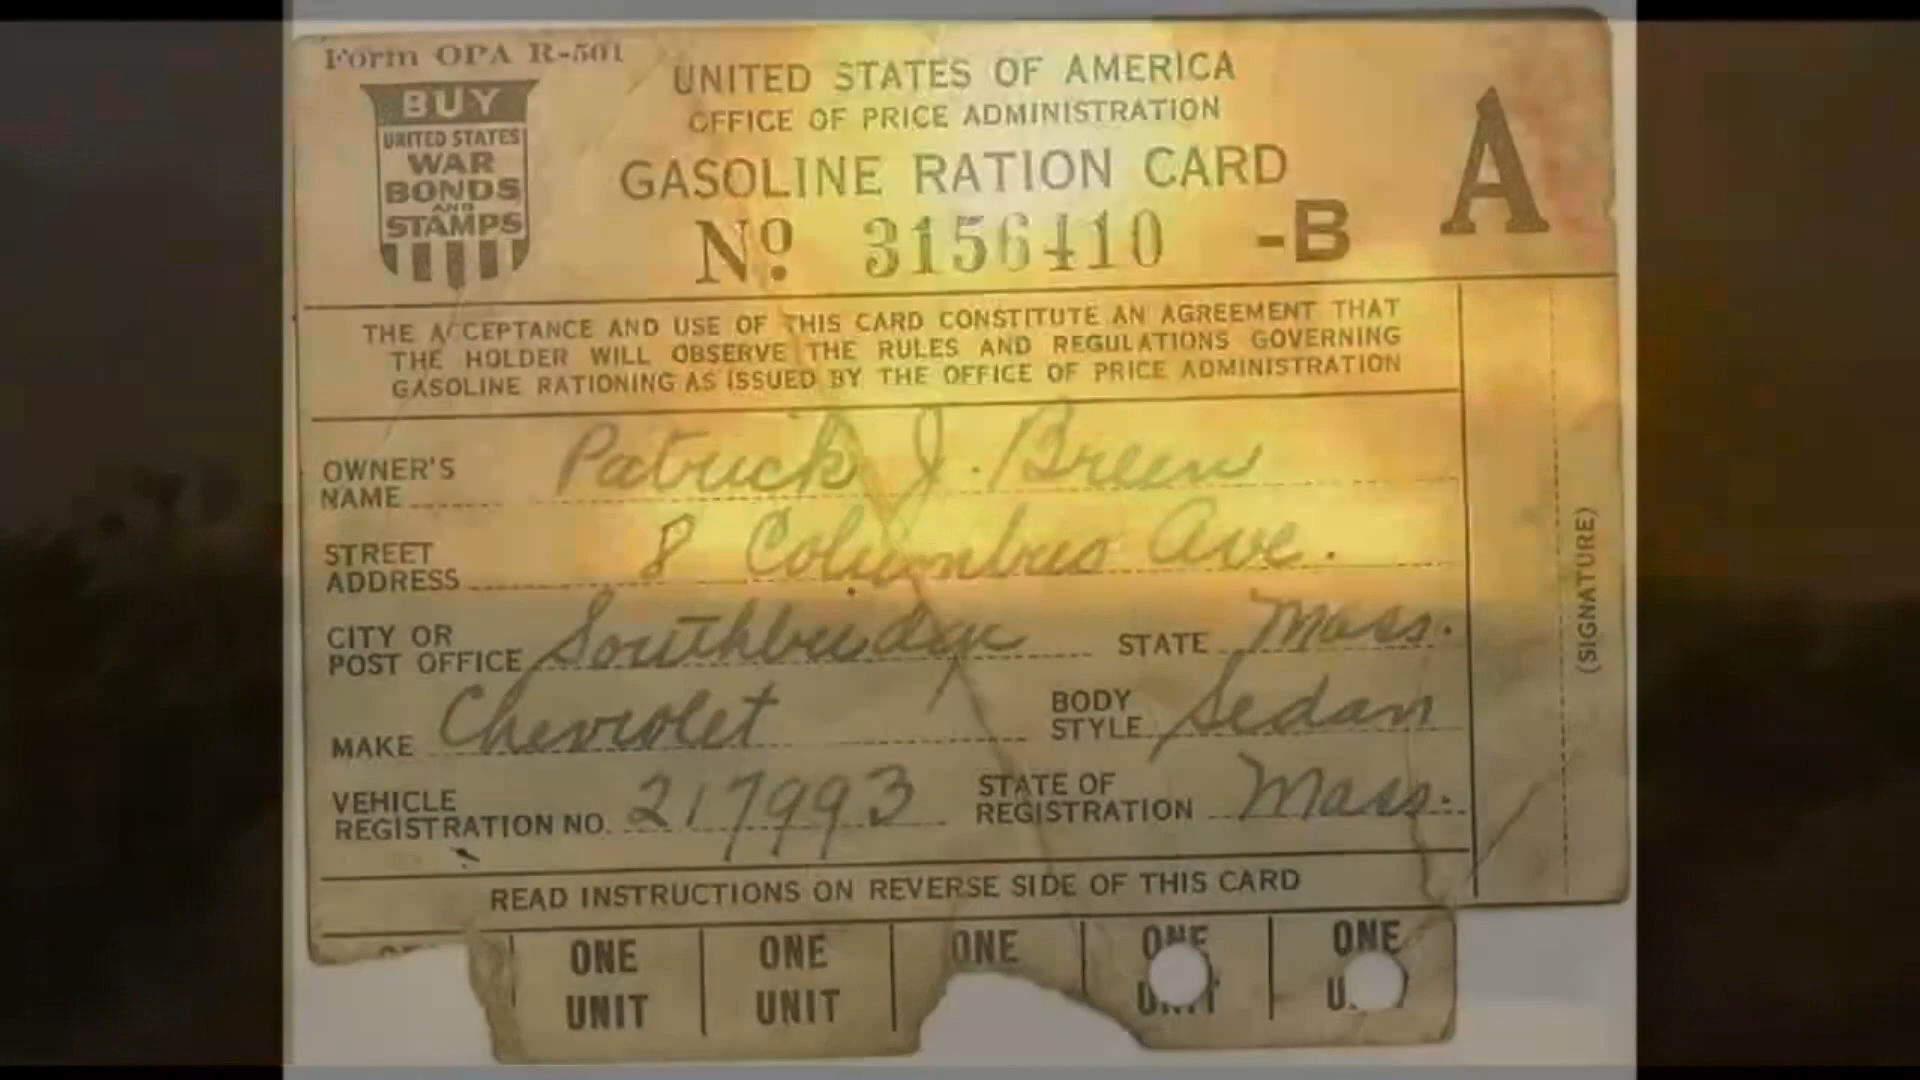 Form OPA R-501
BUY
UNITED STATES
WAR
BONDS
AND
STAMPS
UNITED STATES OF AMERICA
OFFICE OF PRICE ADMINISTRATION
GASOLINE RATION CARD
Nº 3156410 -B
A
THE ACCEPTANCE AND USE OF THIS CARD CONSTITUTE AN AGREEMENT THAT
THE HOLDER WILL OBSERVE THE RULES AND REGULATIONS GOVERNING
GASOLINE RATIONING AS ISSUED BY THE OFFICE OF PRICE ADMINISTRATION
OWNER'S
NAME Patrick J. Breen
STREET
ADDRESS 8 Columbus Ave.
CITY OR
POST OFFICE Southbridge STATE Mass.
MAKE Chevrolet BODY
STYLE Sedan
VEHICLE
REGISTRATION NO. 217993 STATE OF
REGISTRATION Mass.
(SIGNATURE)
READ INSTRUCTIONS ON REVERSE SIDE OF THIS CARD
ONE ONE ONE ONE ONE
UNIT UNIT UNIT